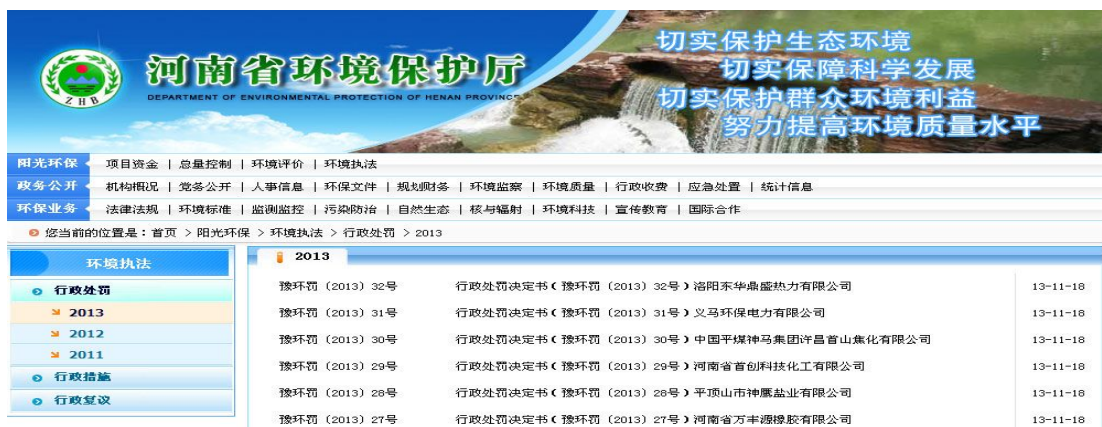 切实保护生态环境
切实保障科学发展
切实保护群众环境利益
努力提高环境质量水平
河南省环境保护厅
DEPARTMENT OF ENVIRONMENTAL PROTECTION OF HENAN PROVINCE
ZHB
阳光环保 项目资金 | 总量控制 | 环境评价 | 环境执法
政务公开 机构概况 | 党务公开 | 人事信息 | 环保文件 | 规划财务 | 环境监察 | 环境质量 | 行政收费 | 应急处置 | 统计信息
环保业务 法律法规 | 环境标准 | 监测监控 | 污染防治 | 自然生态 | 核与辐射 | 环境科技 | 宣传教育 | 国际合作
您当前的位置是：首页 > 阳光环保 > 环境执法 > 行政处罚 > 2013
环境执法
行政处罚
2013
2012
2011
行政措施
行政复议
2013
豫环罚（2013）32号 行政处罚决定书(豫环罚（2013）32号)洛阳东华鼎盛热力有限公司 13-11-18
豫环罚（2013）31号 行政处罚决定书(豫环罚（2013）31号)义马环保电力有限公司 13-11-18
豫环罚（2013）30号 行政处罚决定书(豫环罚（2013）30号)中国平煤神马集团许昌首山焦化有限公司 13-11-18
豫环罚（2013）29号 行政处罚决定书(豫环罚（2013）29号)河南省首创科技化工有限公司 13-11-18
豫环罚（2013）28号 行政处罚决定书(豫环罚（2013）28号)平顶山市神鹰盐业有限公司 13-11-18
豫环罚（2013）27号 行政处罚决定书(豫环罚（2013）27号)河南省万丰源橡胶有限公司 13-11-18